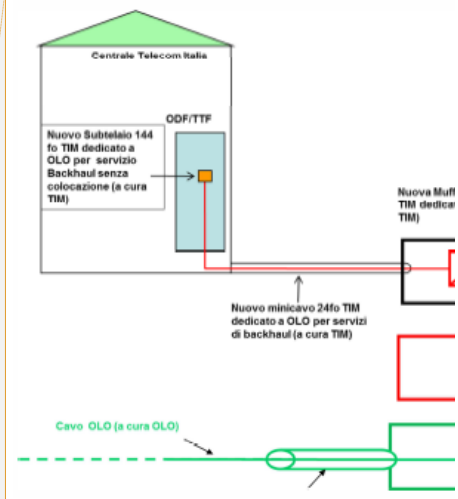 Centrale Telecom Italia
ODF/TTF
Nuovo Subtelaio 144
fo TIM dedicato a
OLO per servizio
Backhaul senza
colocazione (a cura
TIM)
Nuova Muff
TIM dedica
TIM)
Nuovo minicavo 24fo TIM
dedicato a OLO per servizi
di backhaul (a cura TIM)
Cavo OLO (a cura OLO)